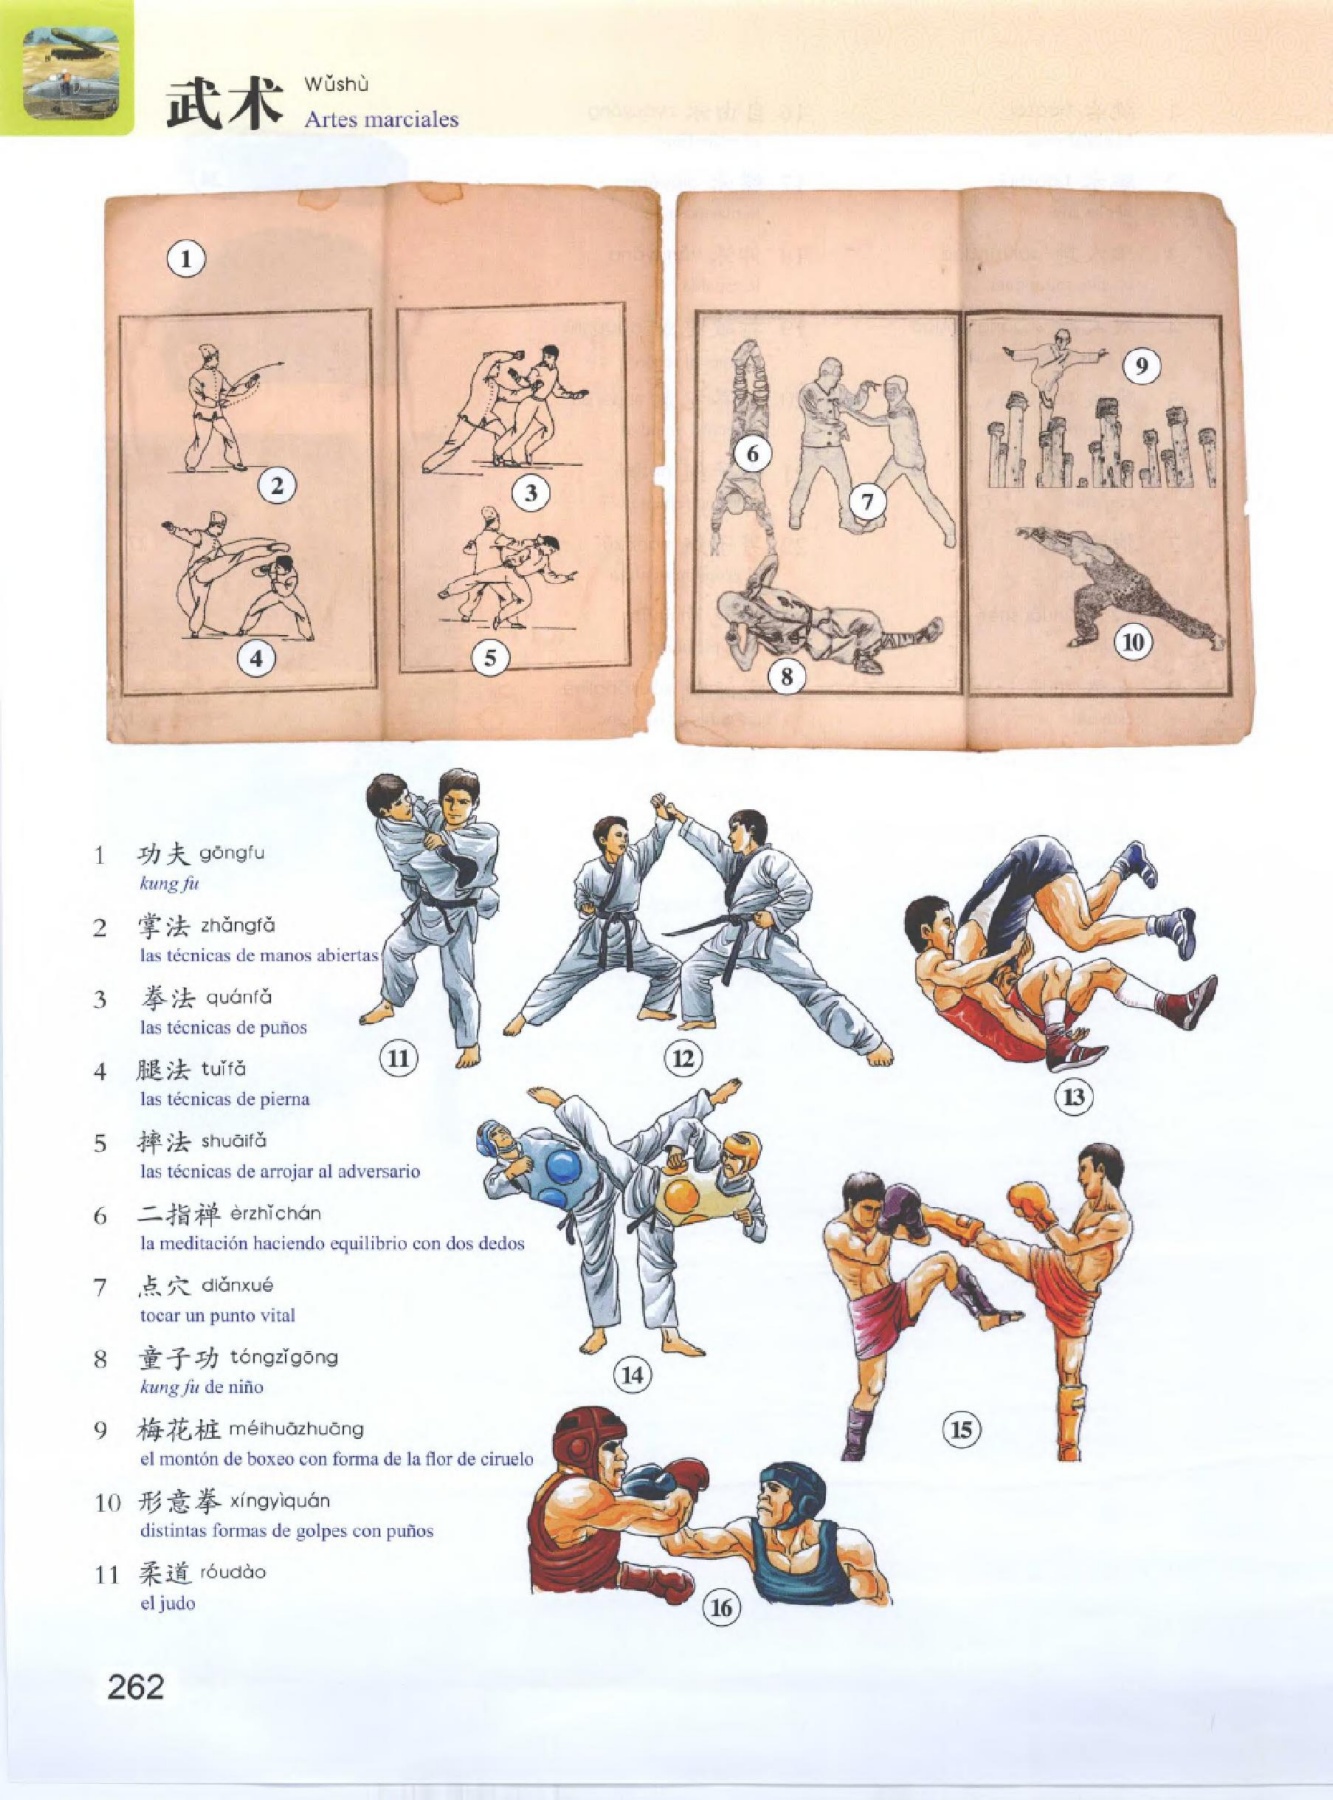 武术 Wǔshù
Artes marciales
1
2
3
4
5
6
7
8
9
10
1 功夫 gōngfu
kung fu
2 掌法 zhǎngfǎ
las técnicas de manos abiertas
3 拳法 quánfǎ
las técnicas de puños
4 腿法 tuǐfǎ
las técnicas de pierna
5 摔法 shuāifǎ
las técnicas de arrojar al adversario
6 二指禅 èrzhǐchán
la meditación haciendo equilibrio con dos dedos
7 点穴 diǎnxué
tocar un punto vital
8 童子功 tóngzǐgōng
kung fu de niño
9 梅花桩 méihuāzhuāng
el montón de boxeo con forma de la flor de ciruelo
10 形意拳 xíngyìquán
distintas formas de golpes con puños
11 柔道 róudào
el judo
11
12
13
14
15
16
262